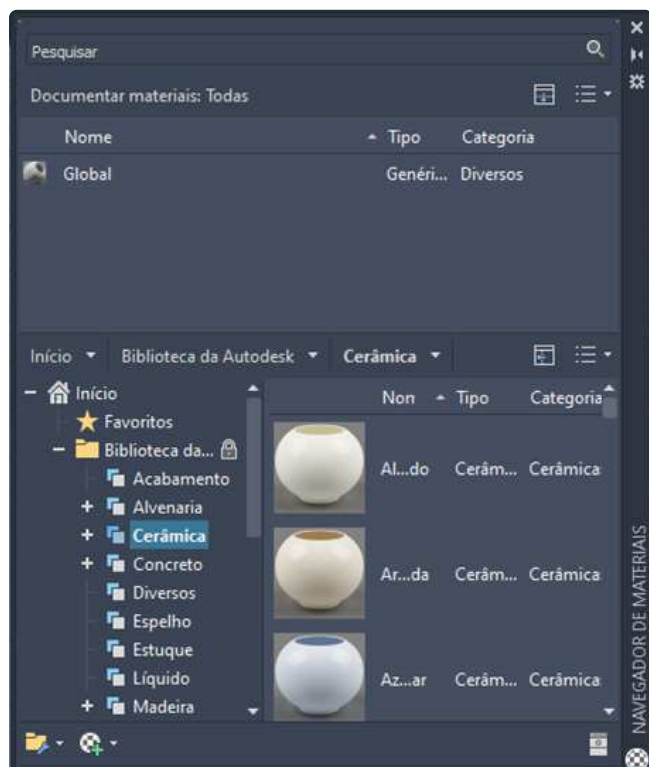 Pesquisar
Documentar materiais: Todas
Nome Tipo Categoria
Global Genéri... Diversos
Início Biblioteca da Autodesk Cerâmica
Início
Favoritos
Biblioteca da...
Acabamento
Alvenaria
Cerâmica
Concreto
Diversos
Espelho
Estuque
Líquido
Madeira
Non Tipo Categoria
Al...do Cerâm... Cerâmica
Ar...da Cerâm... Cerâmica
Az...ar Cerâm... Cerâmica
NAVEGADOR DE MATERIAIS